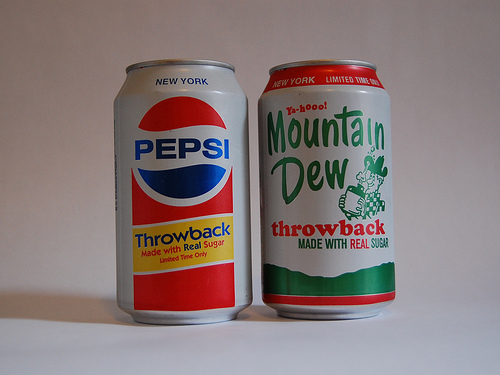 NEW YORK
PEPSI
Throwback
Made with Real Sugar
Limited Time Only
NEW YORK LIMITED TIME ONLY
Ya-hooo!
Mountain
Dew
throwback
MADE WITH REAL SUGAR